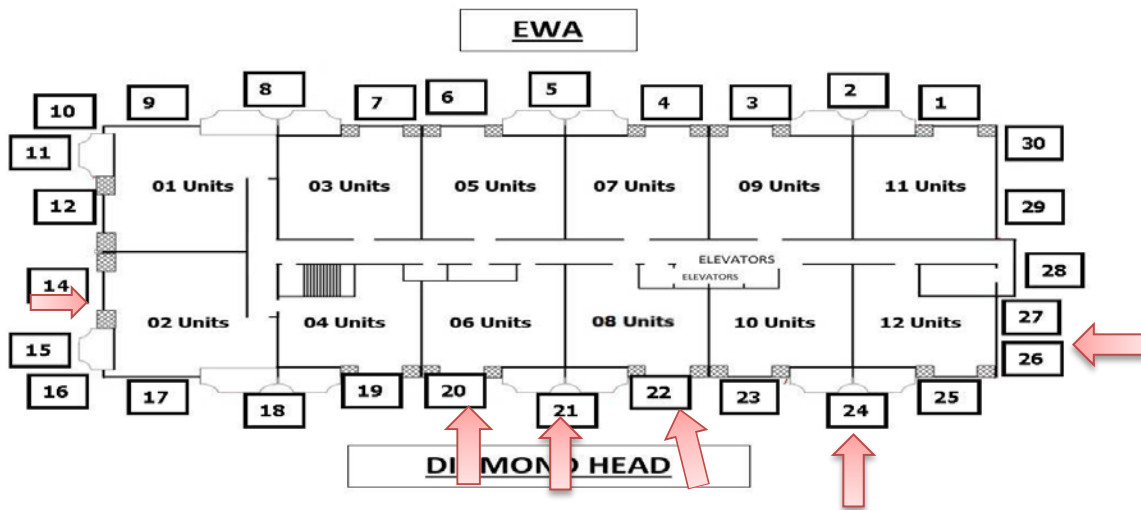 EWA
10 9 8 7 6 5 4 3 2 1
11 30
01 Units 03 Units 05 Units 07 Units 09 Units 11 Units
12 29
ELEVATORS
ELEVATORS
28
14
02 Units 04 Units 06 Units 08 Units 10 Units 12 Units 27
15 26
16 17 18 19 20 21 22 23 24 25
DIAMOND HEAD